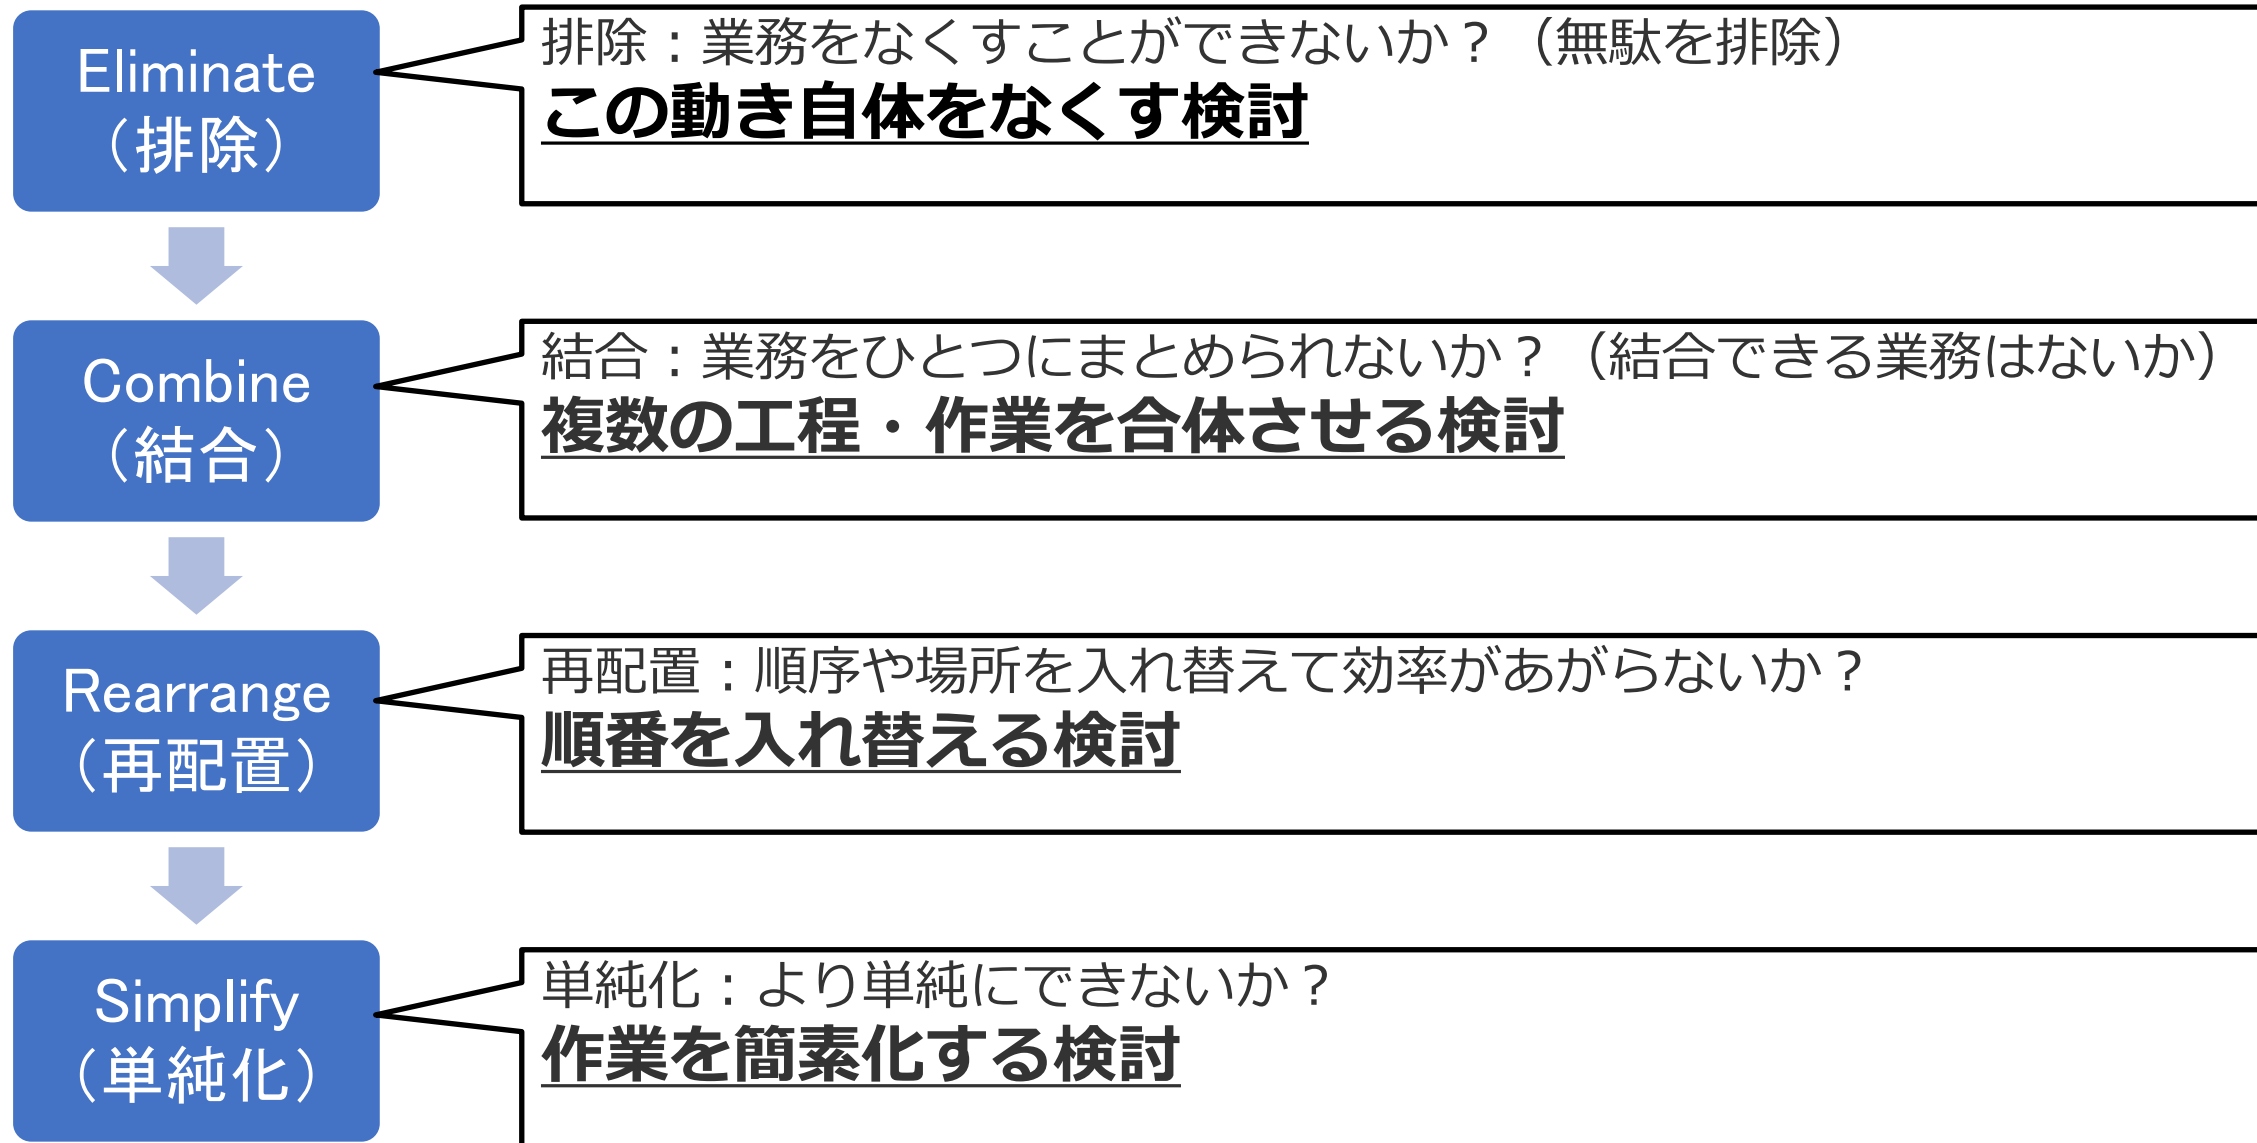 Eliminate
（排除）
排除：業務をなくすことができないか？（無駄を排除）
この動き自体をなくす検討
Combine
（結合）
結合：業務をひとつにまとめられないか？（結合できる業務はないか）
複数の工程・作業を合体させる検討
Rearrange
（再配置）
再配置：順序や場所を入れ替えて効率があがらないか？
順番を入れ替える検討
Simplify
（単純化）
単純化：より単純にできないか？
作業を簡素化する検討